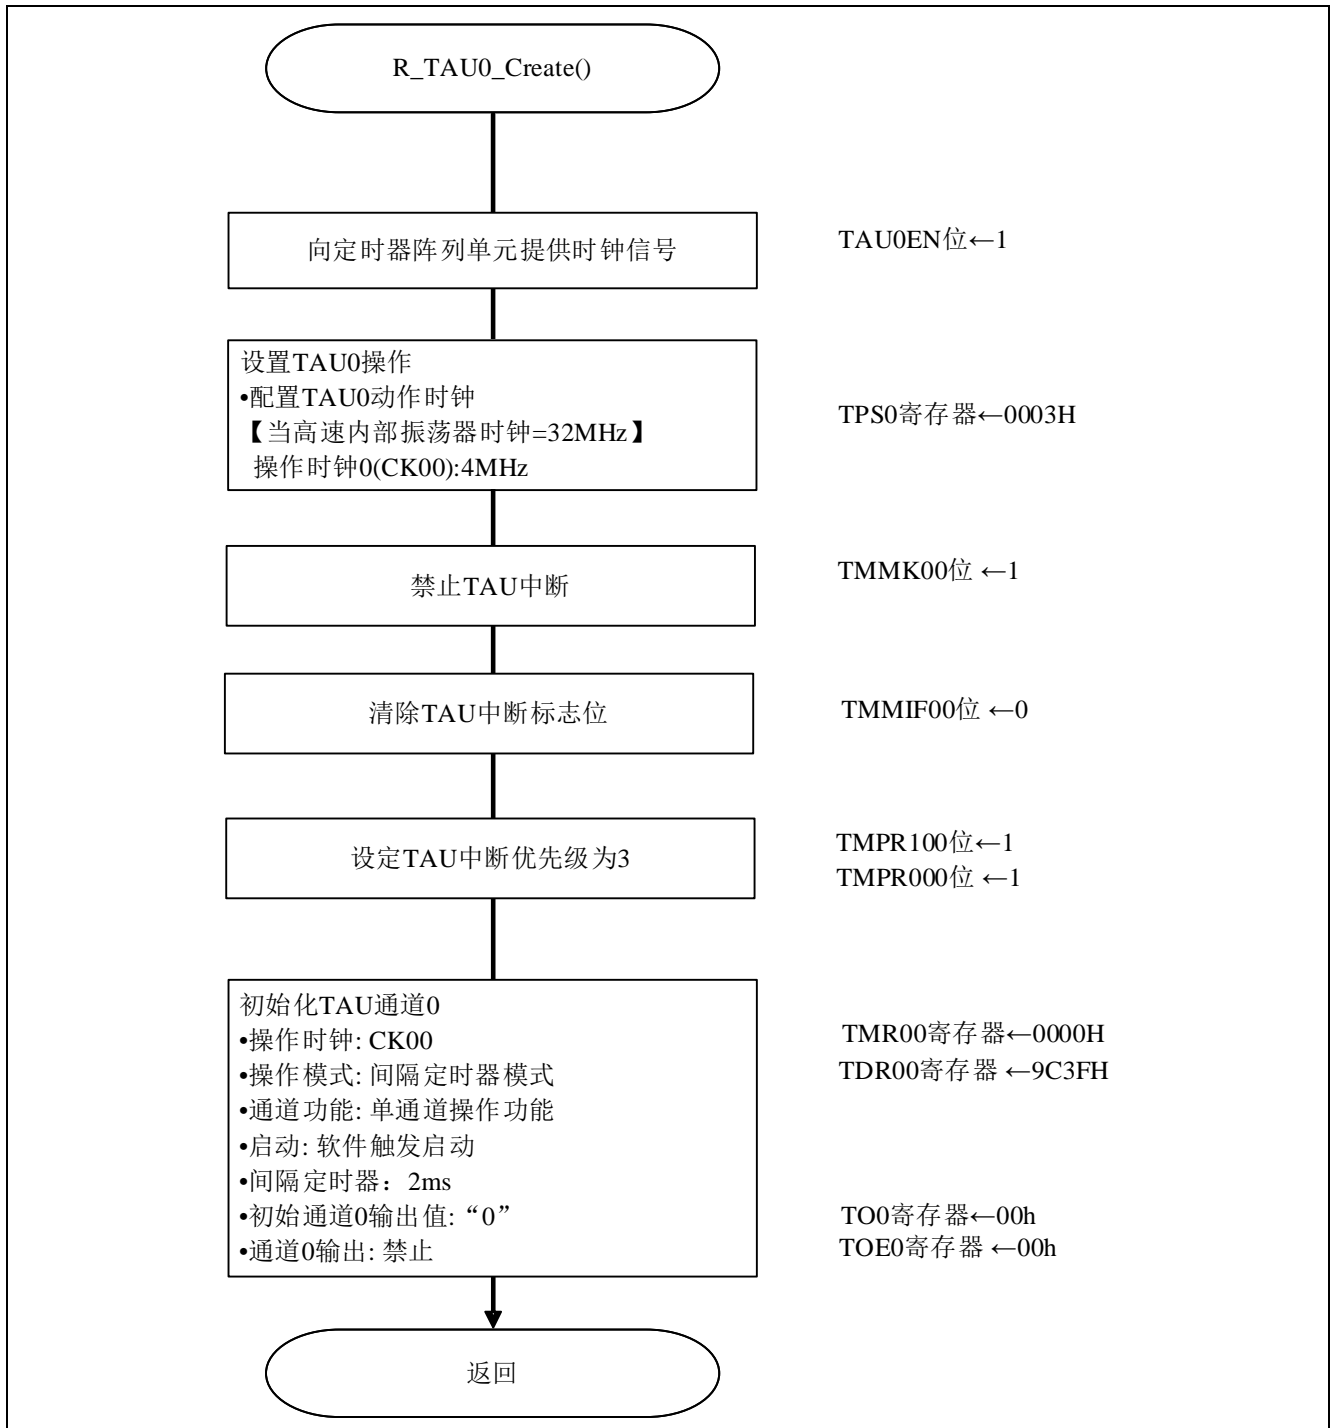 R_TAU0_Create()
向定时器阵列单元提供时钟信号
TAU0EN位←1
设置TAU0操作
•配置TAU0动作时钟
【当高速内部振荡器时钟=32MHz】
操作时钟0(CK00):4MHz
TPS0寄存器←0003H
禁止TAU中断
TMMK00位 ←1
清除TAU中断标志位
TMMIF00位 ←0
设定TAU中断优先级为3
TMPR100位←1
TMPR000位 ←1
初始化TAU通道0
•操作时钟: CK00
•操作模式: 间隔定时器模式
•通道功能: 单通道操作功能
•启动: 软件触发启动
•间隔定时器：2ms
•初始通道0输出值: “0”
•通道0输出: 禁止
TMR00寄存器←0000H
TDR00寄存器 ←9C3FH
TO0寄存器←00h
TOE0寄存器 ←00h
返回